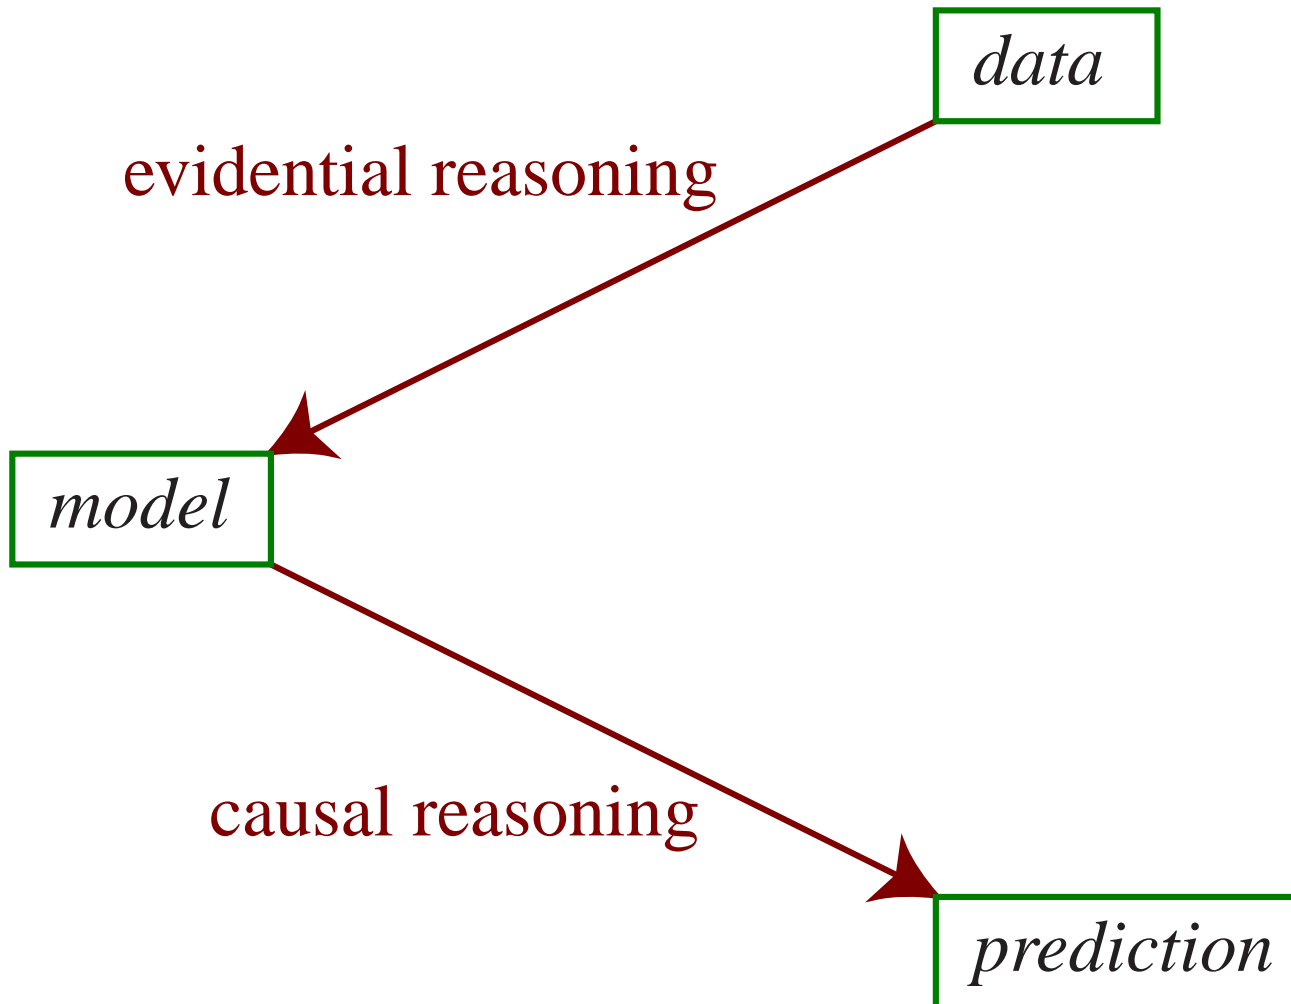 data
evidential reasoning
model
causal reasoning
prediction